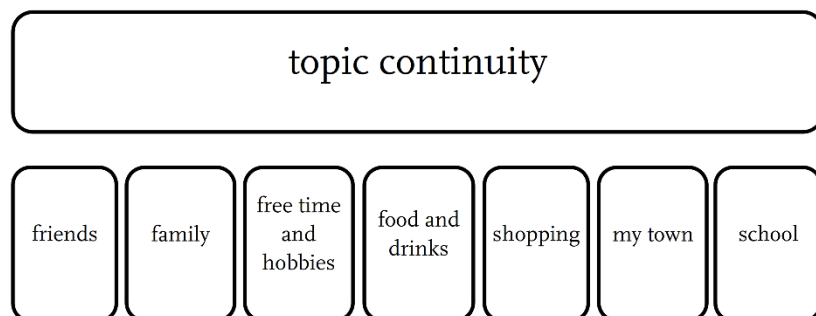 topic continuity
friends
family
free time
and
hobbies
food and
drinks
shopping
my town
school